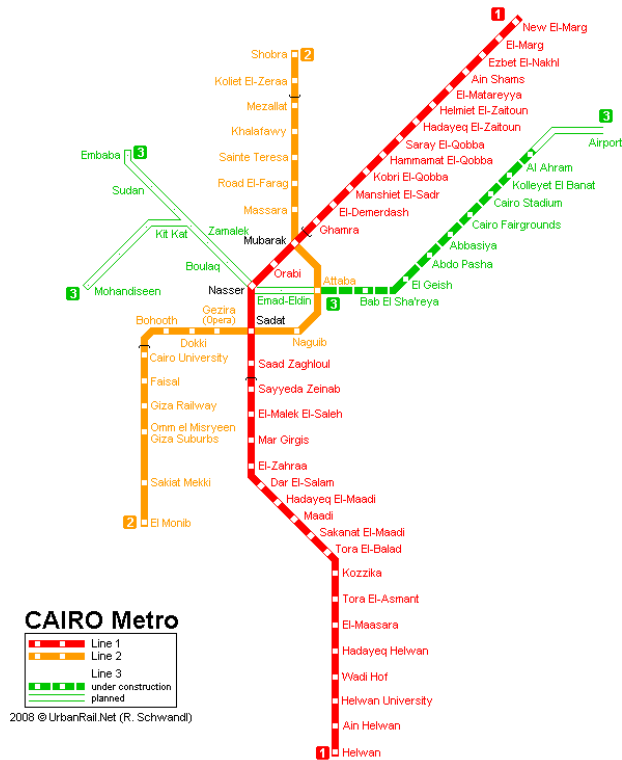 1
New El-Marg
El-Marg
Ezbet El-Nakhl
Ain Shams
El-Matareyya
Helmiet El-Zaitoun
Hadayeq El-Zaitoun
Saray El-Qobba
Hammamat El-Qobba
Kobri El-Qobba
Manshiet El-Sadr
El-Demerdash
Ghamra
Shobra
2
Koliet El-Zeraa
Mezallat
Khalafawy
Sainte Teresa
Road El-Farag
Massara
Mubarak
3
Airport
Al Ahram
Kolleyet El Banat
Cairo Stadium
Cairo Fairgrounds
Abbasiya
Abdo Pasha
El Geish
Bab El Sha'reya
3
Attaba
Embaba
3
Sudan
Zamalek
Kit Kat
Boulaq
3
Mohandiseen
Orabi
Nasser
Emad-Eldin
Gezira
(Opera)
Sadat
Bohooth
Dokki
Naguib
Cairo University
Faisal
Giza Railway
Omm el Misryeen
Giza Suburbs
Sakiat Mekki
2
El Monib
Saad Zaghloul
Sayyeda Zeinab
El-Malek El-Saleh
Mar Girgis
El-Zahraa
Dar El-Salam
Hadayeq El-Maadi
Maadi
Sakanat El-Maadi
Tora El-Balad
Kozzika
Tora El-Asmant
El-Maasara
Hadayeq Helwan
Wadi Hof
Helwan University
Ain Helwan
1
Helwan
CAIRO Metro
Line 1
Line 2
Line 3
under construction
planned
2008 © UrbanRail.Net (R. Schwandl)